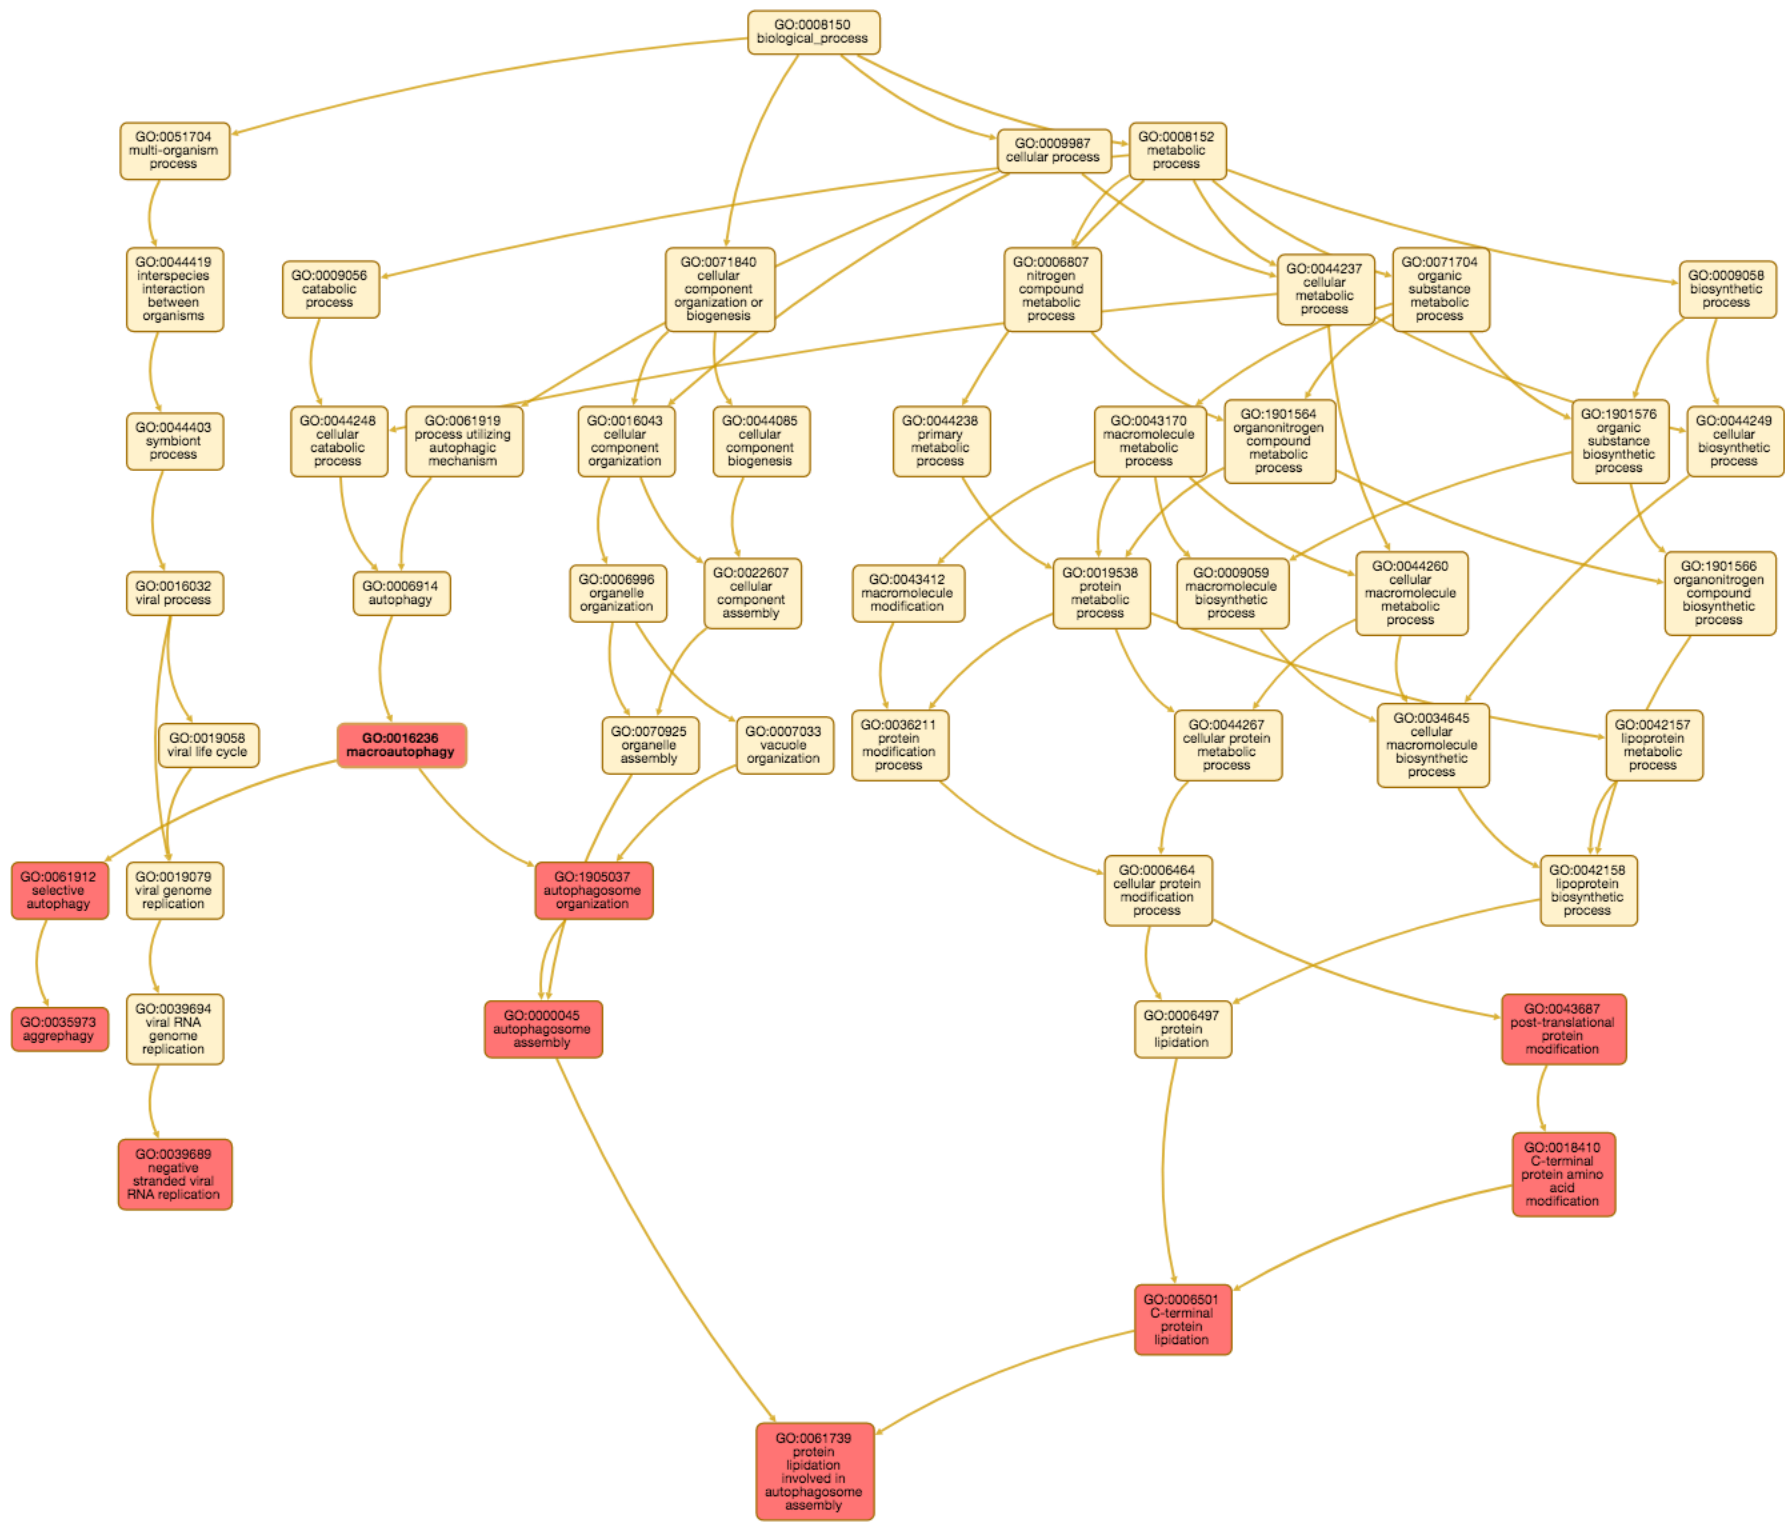 GO:0008150
biological_process
GO:0051704
multi-organism
process
GO:0009987
cellular process
GO:0008152
metabolic
process
GO:0044419
interspecies
interaction
between
organisms
GO:0009056
catabolic
process
GO:0071840
cellular
component
organization or
biogenesis
GO:0006807
nitrogen
compound
metabolic
process
GO:0044237
cellular
metabolic
process
GO:0071704
organic
substance
metabolic
process
GO:0009058
biosynthetic
process
GO:0044403
symbiont
process
GO:0044248
cellular
catabolic
process
GO:0061919
process utilizing
autophagic
mechanism
GO:0016043
cellular
component
organization
GO:0044085
cellular
component
biogenesis
GO:0044238
primary
metabolic
process
GO:0043170
macromolecule
metabolic
process
GO:1901564
organonitrogen
compound
metabolic
process
GO:1901576
organic
substance
biosynthetic
process
GO:0044249
cellular
biosynthetic
process
GO:0016032
viral process
GO:0006914
autophagy
GO:0006996
organelle
organization
GO:0022607
cellular
component
assembly
GO:0043412
macromolecule
modification
GO:0019538
protein
metabolic
process
GO:0009059
macromolecule
biosynthetic
process
GO:0044260
cellular
macromolecule
metabolic
process
GO:1901566
organonitrogen
compound
biosynthetic
process
GO:0019058
viral life cycle
GO:0016236
macroautophagy
GO:0070925
organelle
assembly
GO:0007033
vacuole
organization
GO:0036211
protein
modification
process
GO:0044267
cellular protein
metabolic
process
GO:0034645
cellular
macromolecule
biosynthetic
process
GO:0042157
lipoprotein
metabolic
process
GO:0061912
selective
autophagy
GO:0019079
viral genome
replication
GO:1905037
autophagosome
organization
GO:0006464
cellular protein
modification
process
GO:0042158
lipoprotein
biosynthetic
process
GO:0035973
aggrephagy
GO:0039694
viral RNA
genome
replication
GO:0000045
autophagosome
assembly
GO:0006497
protein
lipidation
GO:0043687
post-translational
protein
modification
GO:0039689
negative
stranded viral
RNA replication
GO:0018410
C-terminal
protein amino
acid
modification
GO:0006501
C-terminal
protein
lipidation
GO:0061739
protein
lipidation
involved in
autophagosome
assembly